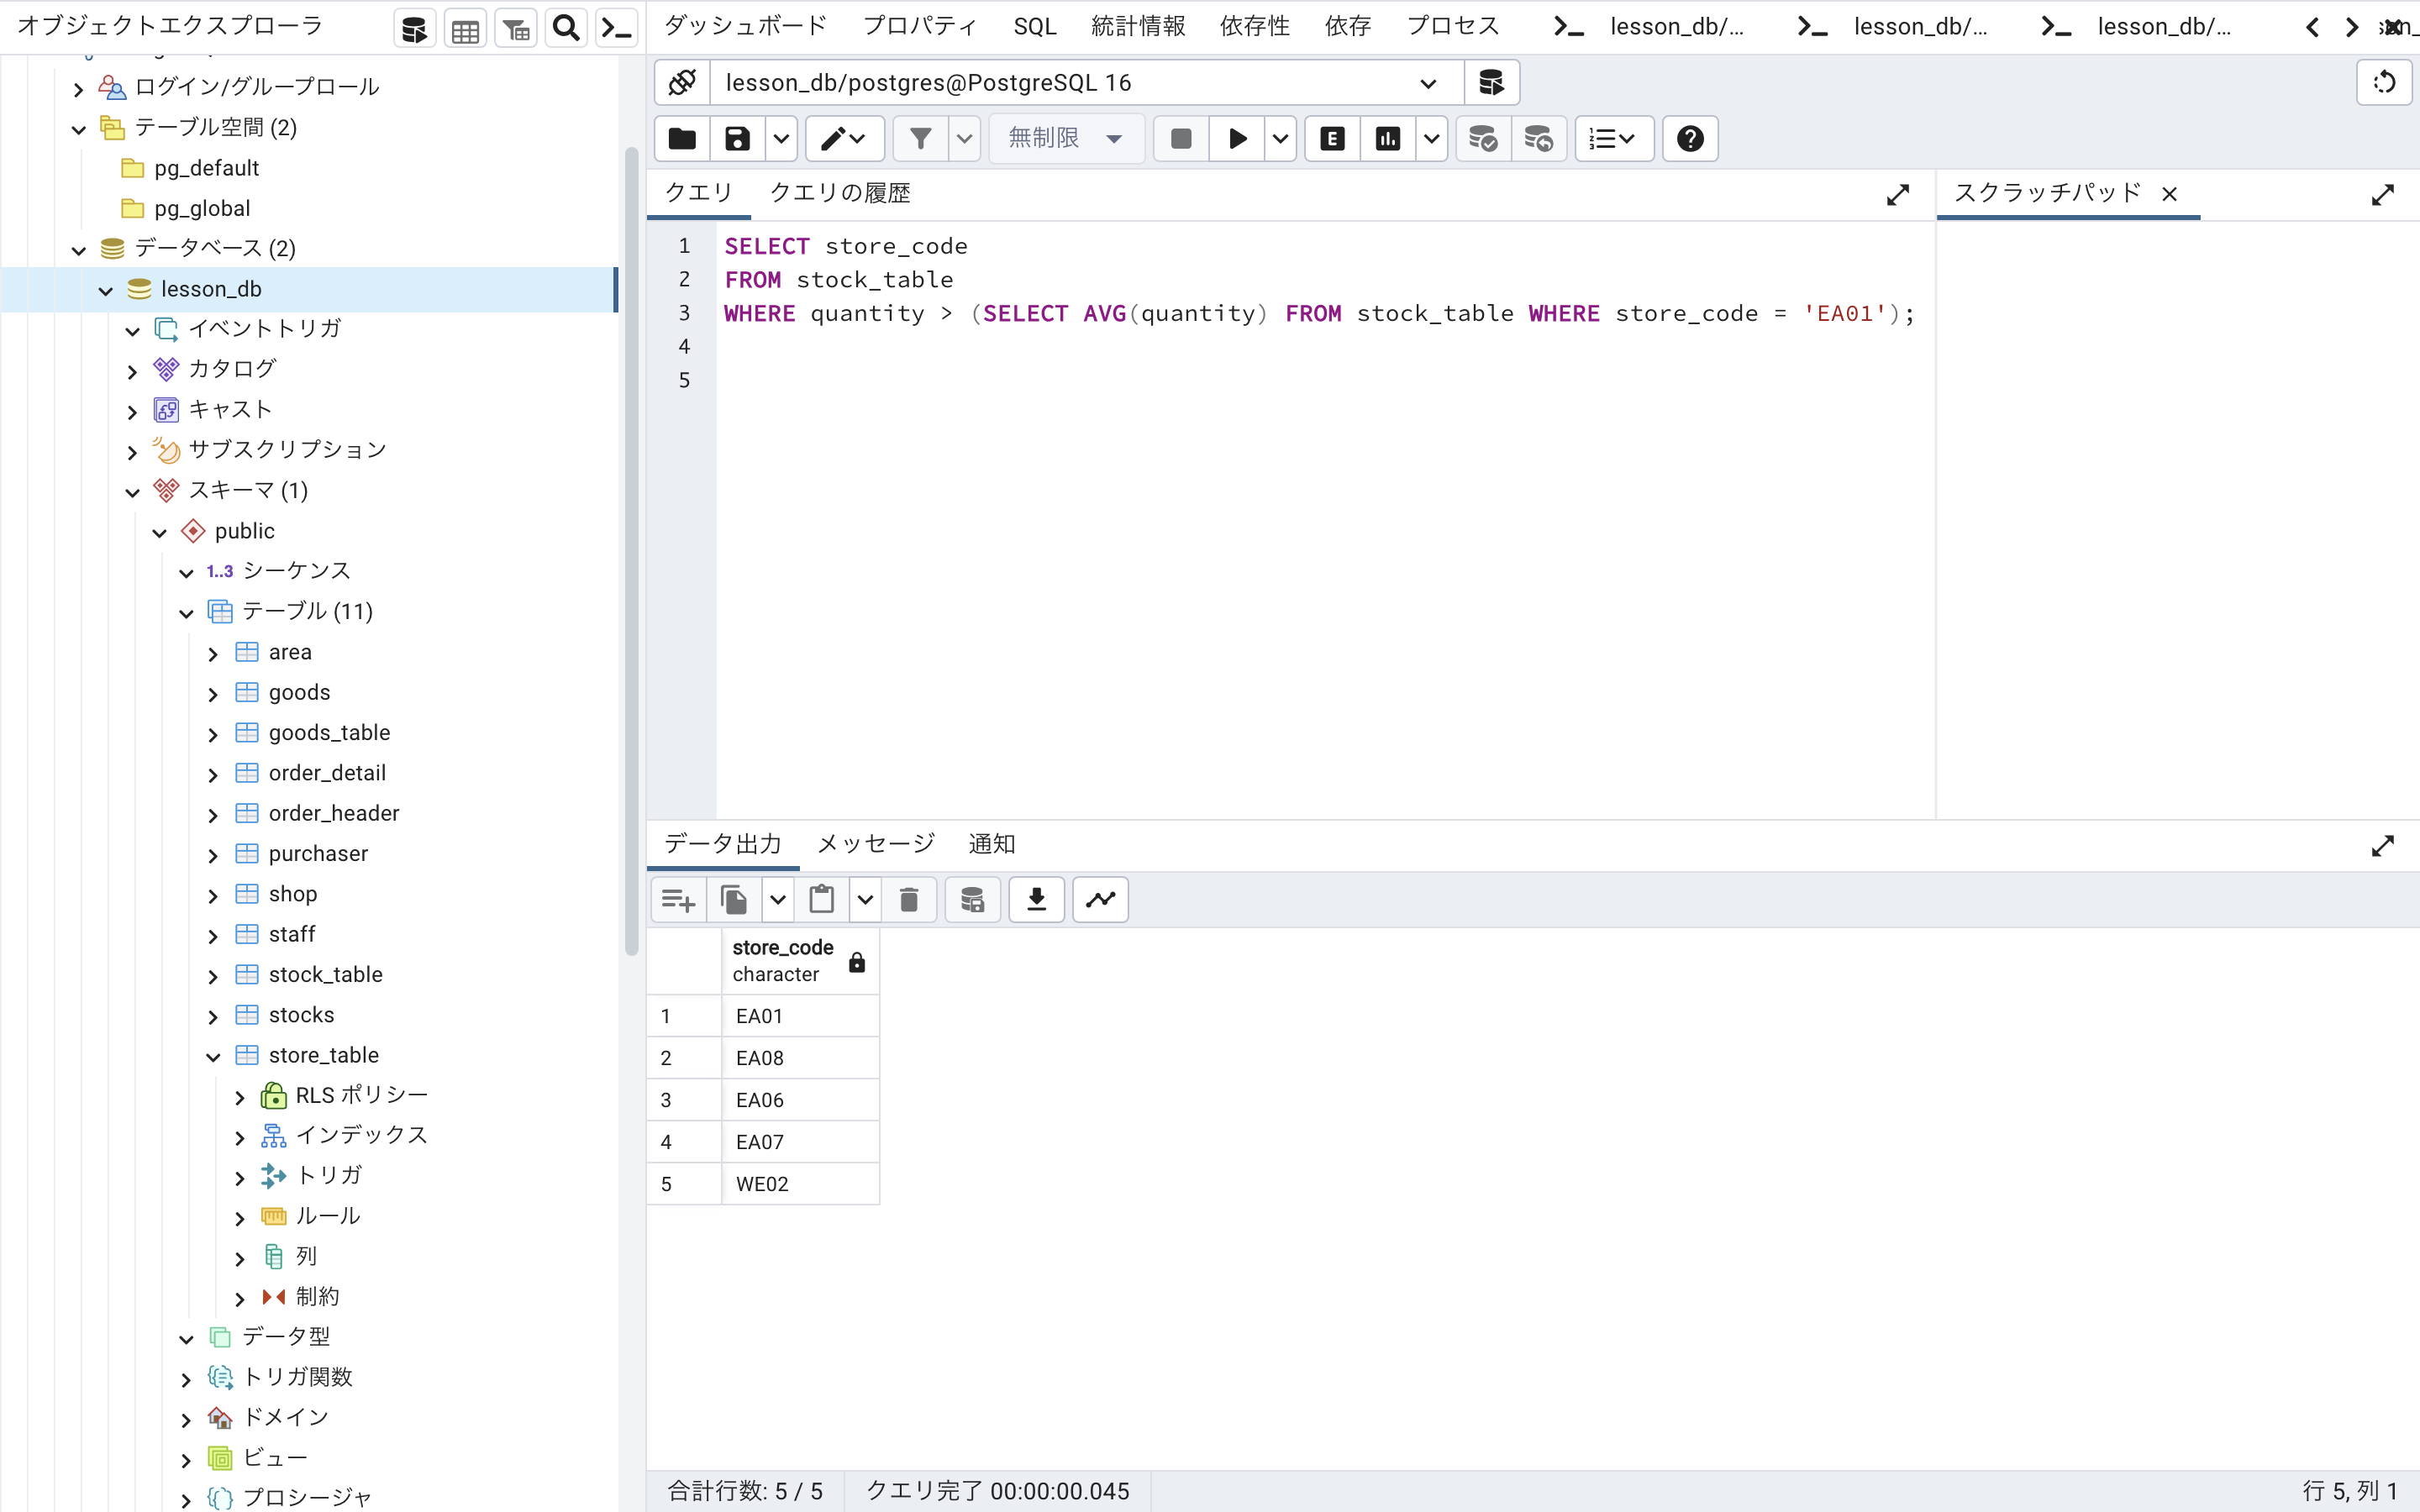 オブジェクトエクスプローラ
ログイン/グループロール
テーブル空間 (2)
pg_default
pg_global
データベース (2)
lesson_db
イベントトリガ
カタログ
キャスト
サブスクリプション
スキーマ (1)
public
1..3 シーケンス
テーブル (11)
area
goods
goods_table
order_detail
order_header
purchaser
shop
staff
stock_table
stocks
store_table
RLS ポリシー
インデックス
トリガ
ルール
列
制約
データ型
トリガ関数
ドメイン
ビュー
プロシージャ
ダッシュボード プロパティ SQL 統計情報 依存性 依存 プロセス lesson_db/... lesson_db/... lesson_db/...
lesson_db/postgres@PostgreSQL 16
無制限 E
クエリ クエリの履歴 スクラッチパッド
1 SELECT store_code
2 FROM stock_table
3 WHERE quantity > (SELECT AVG(quantity) FROM stock_table WHERE store_code = 'EA01');
4
5
データ出力 メッセージ 通知
store_code
character
1 EA01
2 EA08
3 EA06
4 EA07
5 WE02
合計行数: 5 / 5 クエリ完了 00:00:00.045 行 5, 列 1